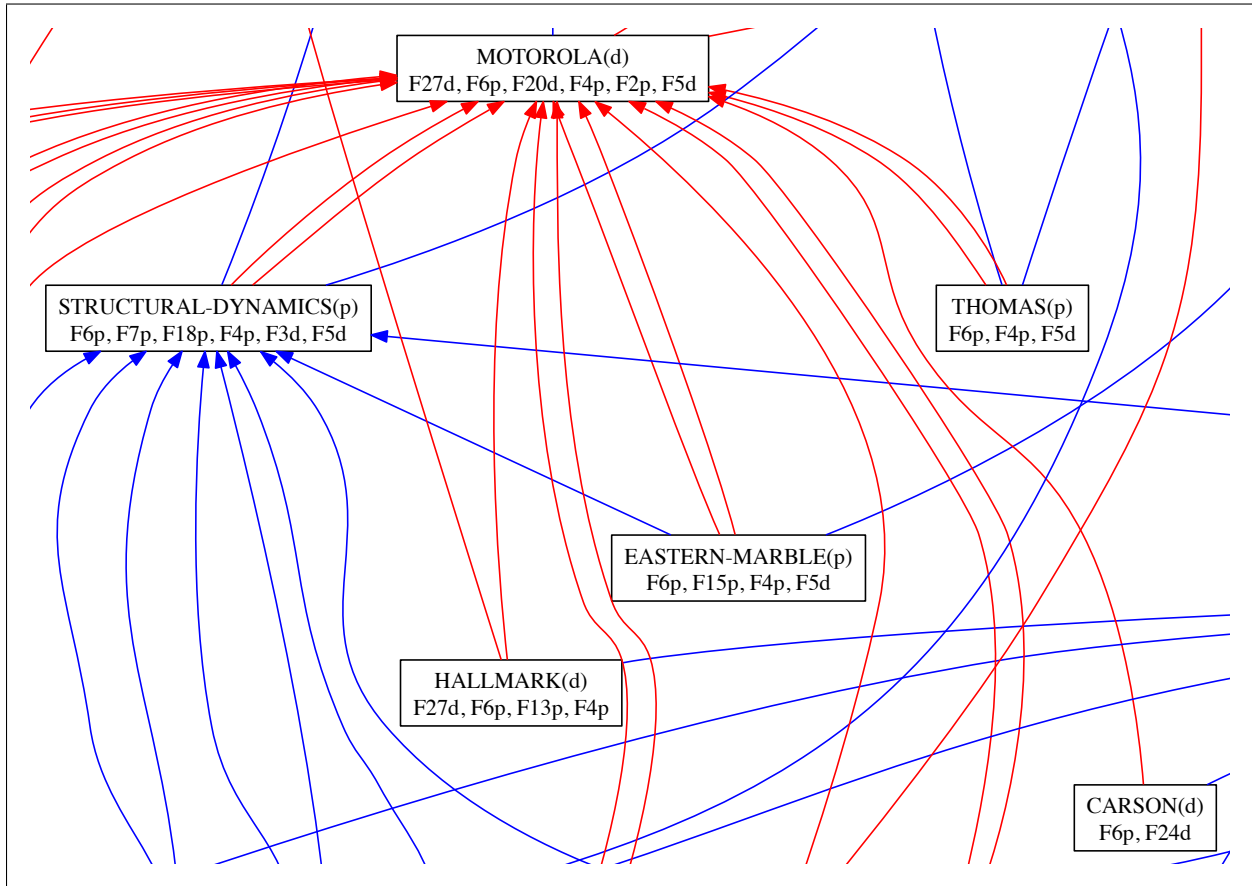 MOTOROLA(d)
F27d, F6p, F20d, F4p, F2p, F5d
STRUCTURAL-DYNAMICS(p)
F6p, F7p, F18p, F4p, F3d, F5d
THOMAS(p)
F6p, F4p, F5d
EASTERN-MARBLE(p)
F6p, F15p, F4p, F5d
HALLMARK(d)
F27d, F6p, F13p, F4p
CARSON(d)
F6p, F24d